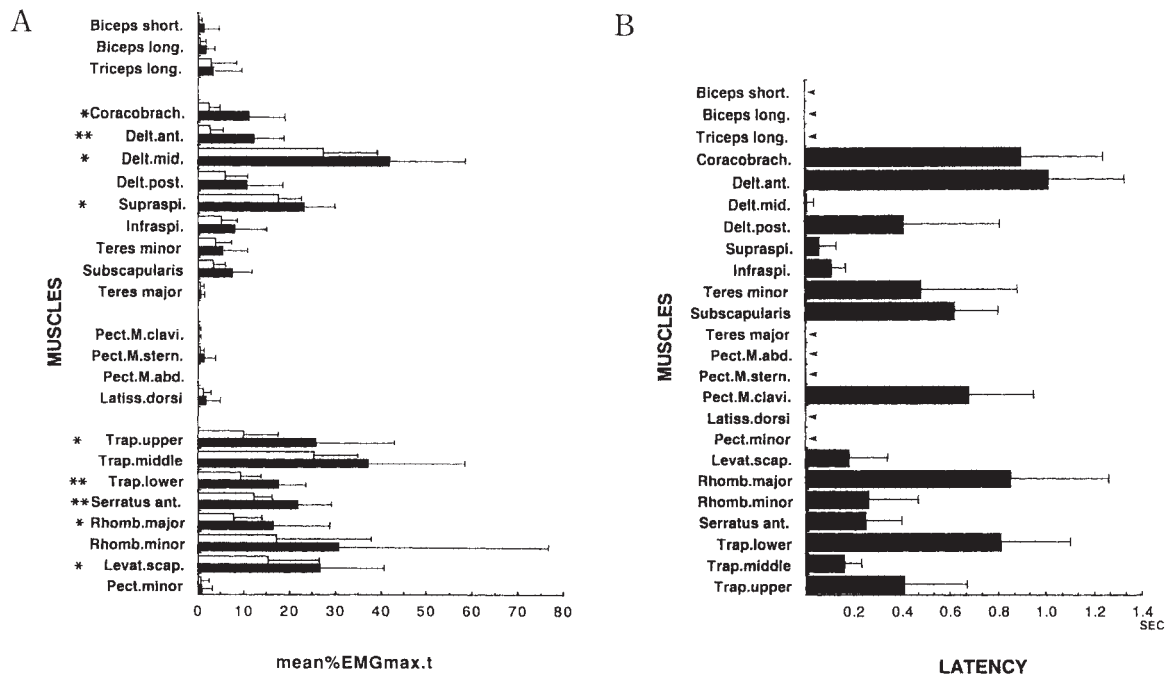 A
Biceps short.
Biceps long.
Triceps long.
*Coracobrach.
** Delt.ant.
* Delt.mid.
Delt.post.
* Supraspi.
Infraspi.
Teres minor
Subscapularis
Teres major
Pect.M.clavi.
Pect.M.stern.
Pect.M.abd.
Latiss.dorsi
* Trap.upper
Trap.middle
** Trap.lower
** Serratus ant.
* Rhomb.major
Rhomb.minor
* Levat.scap.
Pect.minor
MUSCLES
0 10 20 30 40 50 60 70 80
mean%EMGmax.t
B
Biceps short.
Biceps long.
Triceps long.
Coracobrach.
Delt.ant.
Delt.mid.
Delt.post.
Supraspi.
Infraspi.
Teres minor
Subscapularis
Teres major
Pect.M.abd.
Pect.M.stern.
Pect.M.clavi.
Latiss.dorsi
Pect.minor
Levat.scap.
Rhomb.major
Rhomb.minor
Serratus ant.
Trap.lower
Trap.middle
Trap.upper
MUSCLES
0.2 0.4 0.6 0.8 1.0 1.2 1.4
SEC
LATENCY